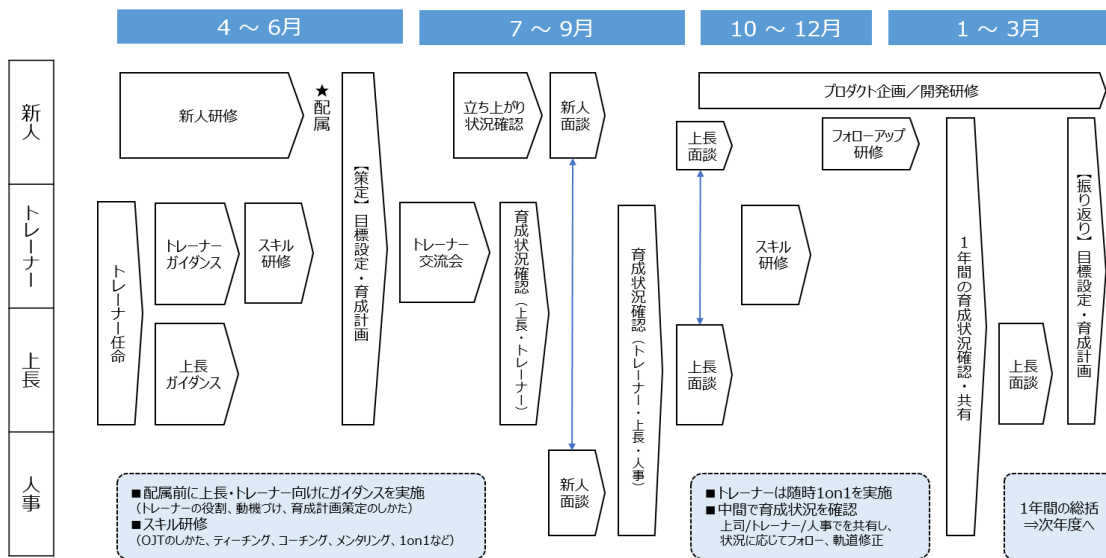 4 ～ 6月
7 ～ 9月
10 ～ 12月
1 ～ 3月
新人
新人研修
★配属
立ち上がり
状況確認
新人
面談
プロダクト企画／開発研修
上長
面談
フォローアップ
研修
トレーナー
トレーナー任命
トレーナー
ガイダンス
スキル
研修
【策定】目標設定・育成計画
トレーナー
交流会
育成状況確認（上長・トレーナー）
育成状況確認（トレーナー・上長・人事）
スキル
研修
1年間の育成状況確認・共有
【振り返り】目標設定・育成計画
上長
上長
ガイダンス
上長
面談
上長
面談
人事
新人
面談
■配属前に上長・トレーナー向けにガイダンスを実施
（トレーナーの役割、動機づけ、育成計画策定のしかた）
■スキル研修
（OJTのしかた、ティーチング、コーチング、メンタリング、1on1など）
■トレーナーは随時1on1を実施
■中間で育成状況を確認
上司/トレーナー/人事でを共有し、
状況に応じてフォロー、軌道修正
1年間の総括
⇒次年度へ